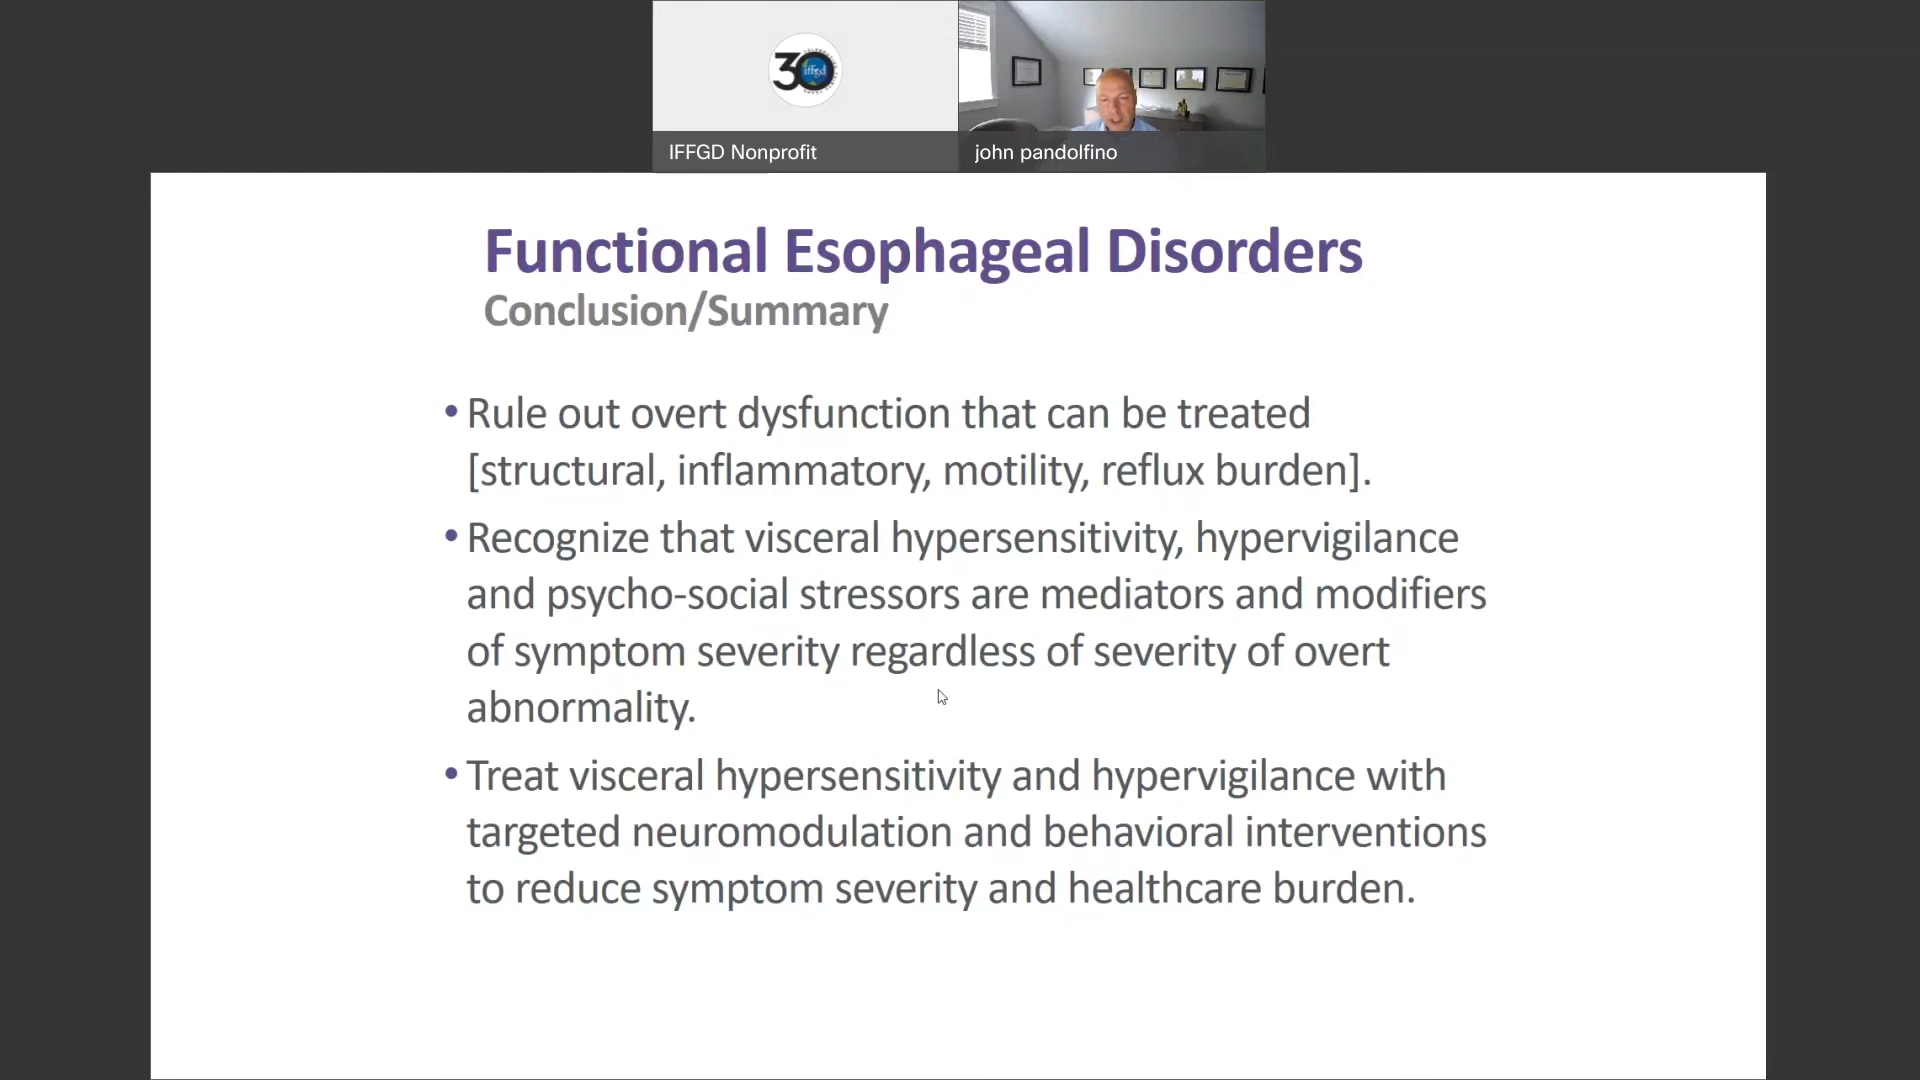 30
iffgd
IFFGD Nonprofit
john pandolfino
Functional Esophageal Disorders
Conclusion/Summary
• Rule out overt dysfunction that can be treated
[structural, inflammatory, motility, reflux burden].
• Recognize that visceral hypersensitivity, hypervigilance
and psycho-social stressors are mediators and modifiers
of symptom severity regardless of severity of overt
abnormality.
• Treat visceral hypersensitivity and hypervigilance with
targeted neuromodulation and behavioral interventions
to reduce symptom severity and healthcare burden.